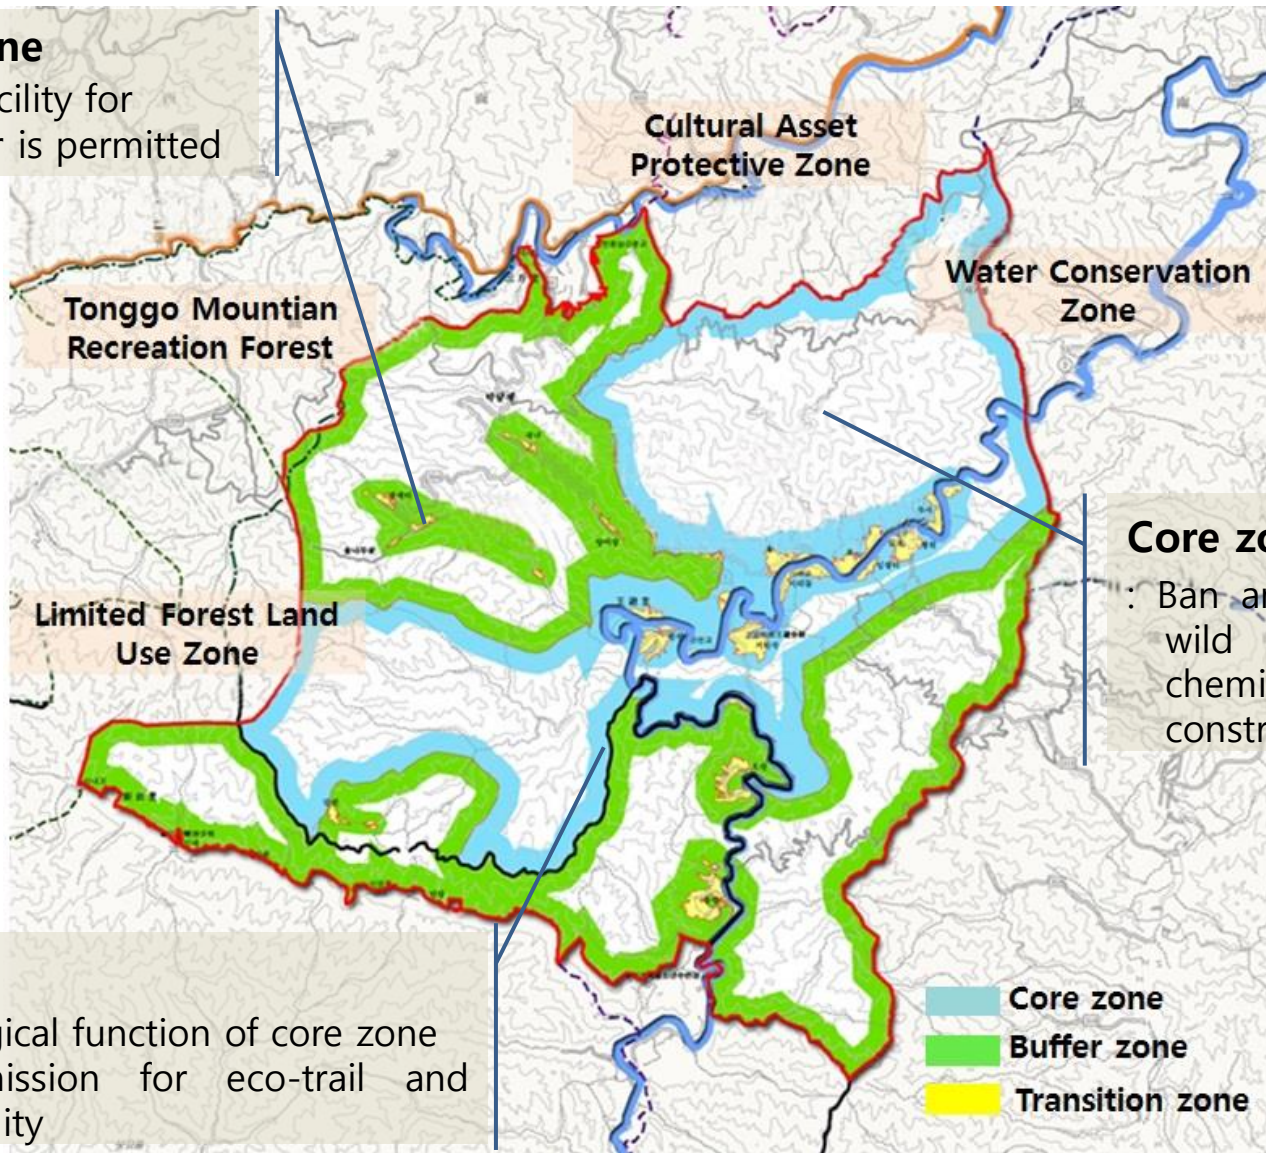 ne
cility for
r is permitted
Cultural Asset
Protective Zone
Water Conservation
Zone
Tonggo Mountian
Recreation Forest
Limited Forest Land
Use Zone
Core zo
: Ban an
wild
chemi
constr
gical function of core zone
nission for eco-trail and
ity
Core zone
Buffer zone
Transition zone